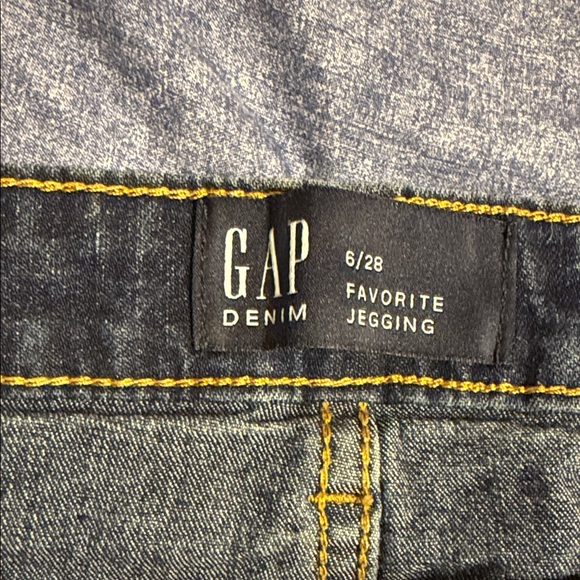 GAP
DENIM
6/28
FAVORITE
JEGGING